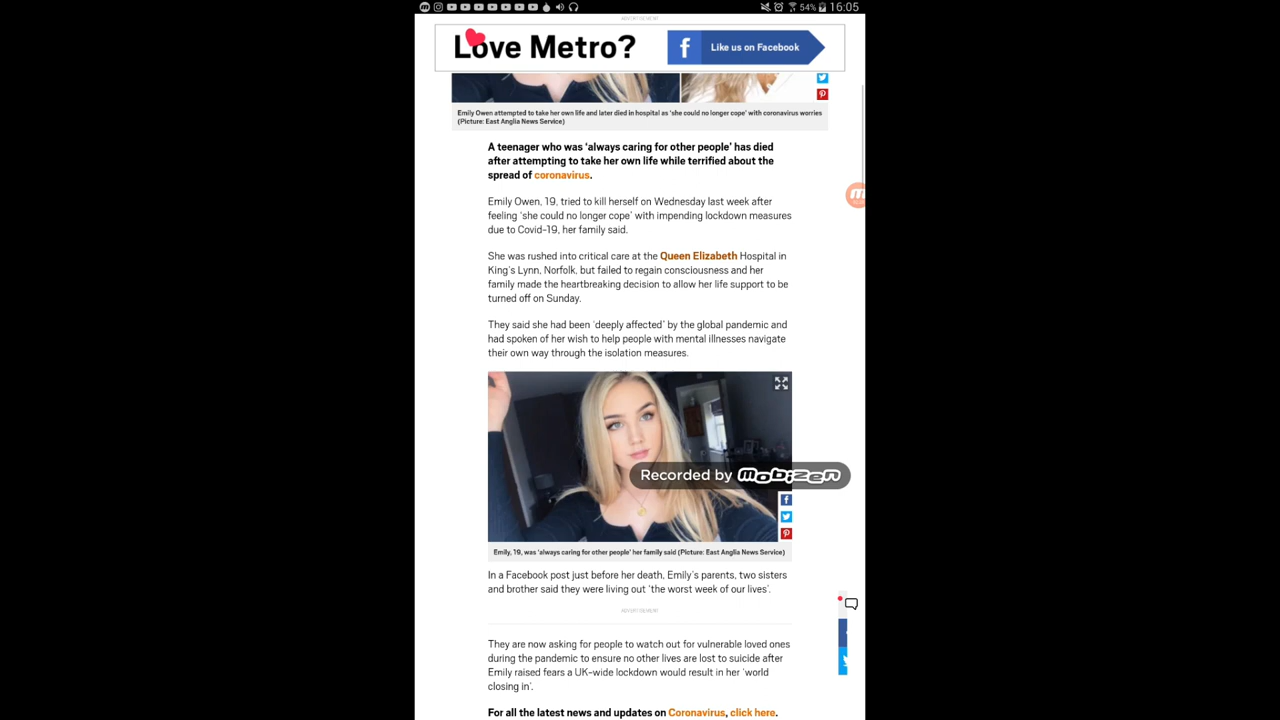 54% 16:05
ADVERTISEMENT
Love Metro?
f Like us on Facebook
Emily Owen attempted to take her own life and later died in hospital as 'she could no longer cope' with coronavirus worries
(Picture: East Anglia News Service)
A teenager who was 'always caring for other people' has died
after attempting to take her own life while terrified about the
spread of coronavirus.
Emily Owen, 19, tried to kill herself on Wednesday last week after
feeling 'she could no longer cope' with impending lockdown measures
due to Covid-19, her family said.
She was rushed into critical care at the Queen Elizabeth Hospital in
King's Lynn, Norfolk, but failed to regain consciousness and her
family made the heartbreaking decision to allow her life support to be
turned off on Sunday.
They said she had been 'deeply affected' by the global pandemic and
had spoken of her wish to help people with mental illnesses navigate
their own way through the isolation measures.
Recorded by mobizen
Emily, 19, was 'always caring for other people' her family said (Picture: East Anglia News Service)
In a Facebook post just before her death, Emily's parents, two sisters
and brother said they were living out 'the worst week of our lives'.
ADVERTISEMENT
They are now asking for people to watch out for vulnerable loved ones
during the pandemic to ensure no other lives are lost to suicide after
Emily raised fears a UK-wide lockdown would result in her 'world
closing in'.
For all the latest news and updates on Coronavirus, click here.